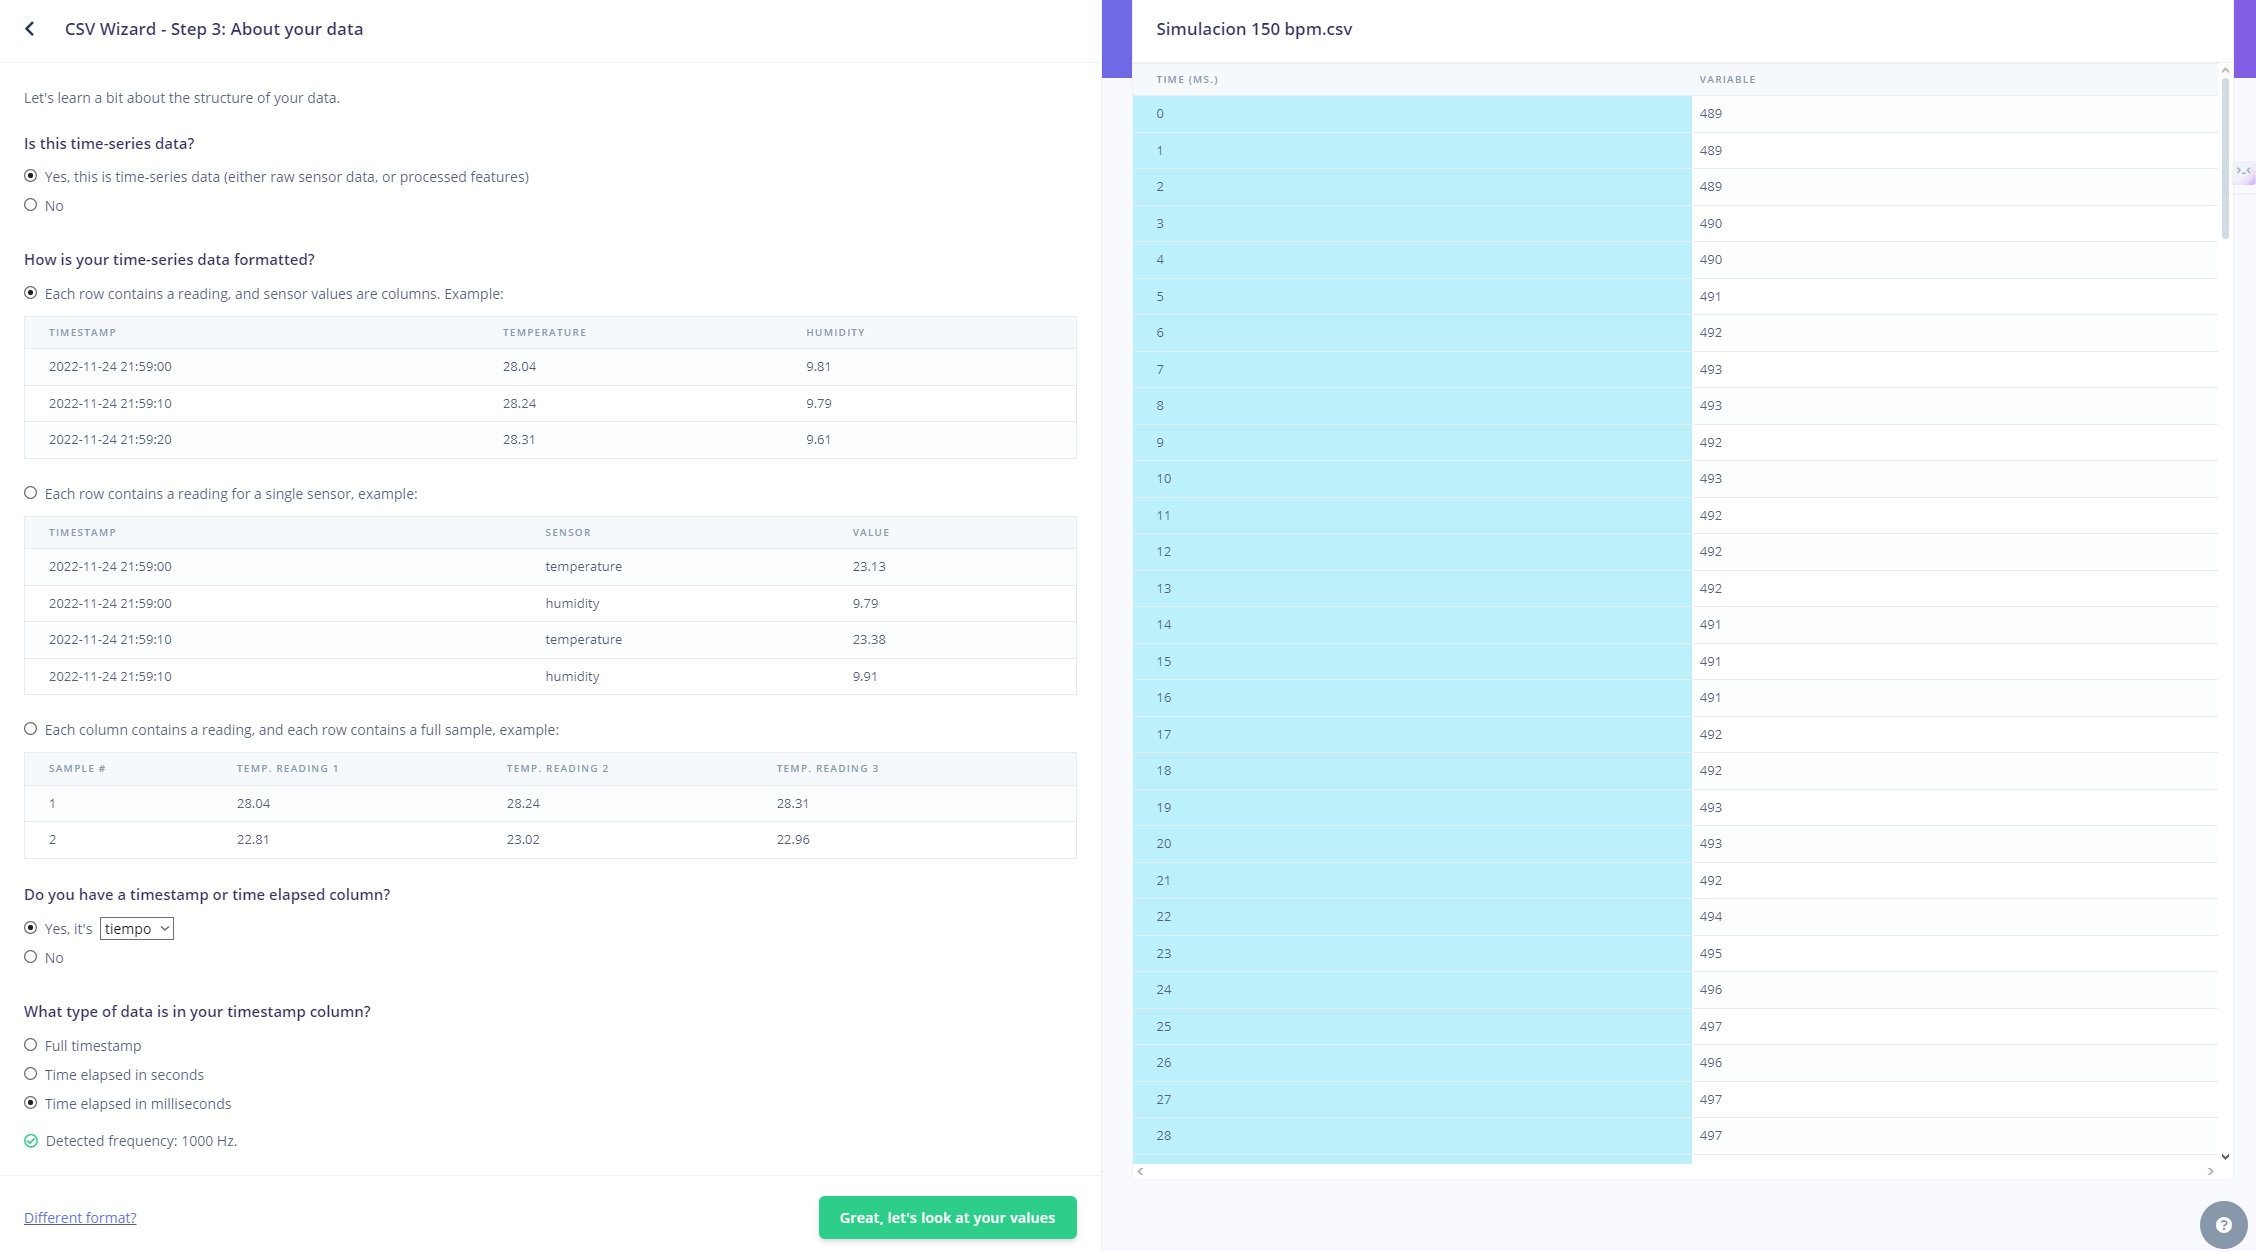 CSV Wizard - Step 3: About your data
Let's learn a bit about the structure of your data.
Is this time-series data?
Yes, this is time-series data (either raw sensor data, or processed features)
No
How is your time-series data formatted?
Each row contains a reading, and sensor values are columns. Example:
TIMESTAMP TEMPERATURE HUMIDITY
2022-11-24 21:59:00 28.04 9.81
2022-11-24 21:59:10 28.24 9.79
2022-11-24 21:59:20 28.31 9.61
Each row contains a reading for a single sensor, example:
TIMESTAMP SENSOR VALUE
2022-11-24 21:59:00 temperature 23.13
2022-11-24 21:59:00 humidity 9.79
2022-11-24 21:59:10 temperature 23.38
2022-11-24 21:59:10 humidity 9.91
Each column contains a reading, and each row contains a full sample, example:
SAMPLE # TEMP. READING 1 TEMP. READING 2 TEMP. READING 3
1 28.04 28.24 28.31
2 22.81 23.02 22.96
Do you have a timestamp or time elapsed column?
Yes, it's tiempo
No
What type of data is in your timestamp column?
Full timestamp
Time elapsed in seconds
Time elapsed in milliseconds
Detected frequency: 1000 Hz.
Different format? Great, let's look at your values
Simulacion 150 bpm.csv
TIME (MS.) VARIABLE
0 489
1 489
2 489
3 490
4 490
5 491
6 492
7 493
8 493
9 492
10 493
11 492
12 492
13 492
14 491
15 491
16 491
17 492
18 492
19 493
20 493
21 492
22 494
23 495
24 496
25 497
26 496
27 497
28 497
?